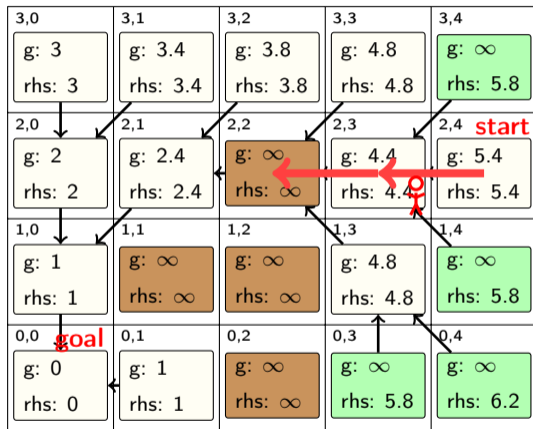 3,0 3,1 3,2 3,3 3,4
g: 3 g: 3.4 g: 3.8 g: 4.8 g: ∞
rhs: 3 rhs: 3.4 rhs: 3.8 rhs: 4.8 rhs: 5.8
2,0 2,1 2,2 2,3 2,4 start
g: 2 g: 2.4 g: ∞ g: 4.4 g: 5.4
rhs: 2 rhs: 2.4 rhs: ∞ rhs: 4.4 rhs: 5.4
1,0 1,1 1,2 1,3 1,4
g: 1 g: ∞ g: ∞ g: 4.8 g: ∞
rhs: 1 rhs: ∞ rhs: ∞ rhs: 4.8 rhs: 5.8
0,0 goal 0,1 0,2 0,3 0,4
g: 0 g: 1 g: ∞ g: ∞ g: ∞
rhs: 0 rhs: 1 rhs: ∞ rhs: 5.8 rhs: 6.2